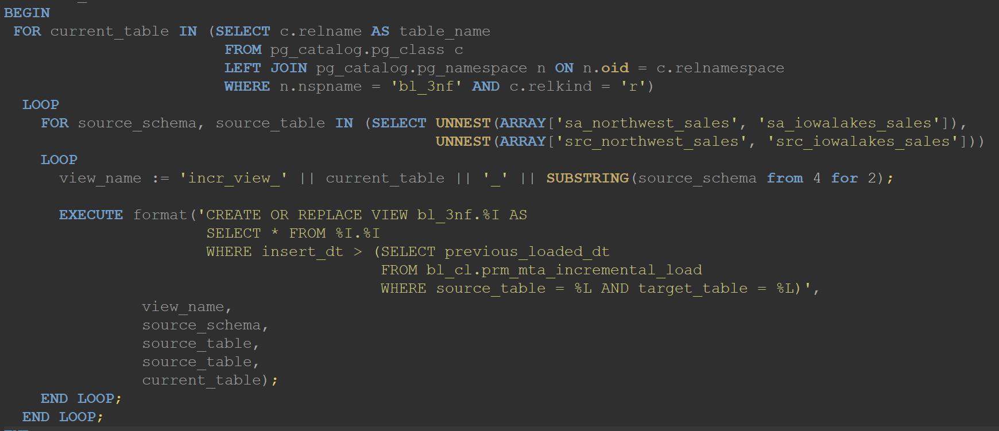 BEGIN
FOR current_table IN (SELECT c.relname AS table_name
FROM pg_catalog.pg_class c
LEFT JOIN pg_catalog.pg_namespace n ON n.oid = c.relnamespace
WHERE n.nspname = 'bl_3nf' AND c.relkind = 'r')
LOOP
FOR source_schema, source_table IN (SELECT UNNEST(ARRAY['sa_northwest_sales', 'sa_iowalakes_sales']),
UNNEST(ARRAY['src_northwest_sales', 'src_iowalakes_sales']))
LOOP
view_name := 'incr_view_' || current_table || '_' || SUBSTRING(source_schema from 4 for 2);
EXECUTE format('CREATE OR REPLACE VIEW bl_3nf.%I AS
SELECT * FROM %I.%I
WHERE insert_dt > (SELECT previous_loaded_dt
FROM bl_cl.prm_mta_incremental_load
WHERE source_table = %L AND target_table = %L)',
view_name,
source_schema,
source_table,
source_table,
current_table);
END LOOP;
END LOOP;